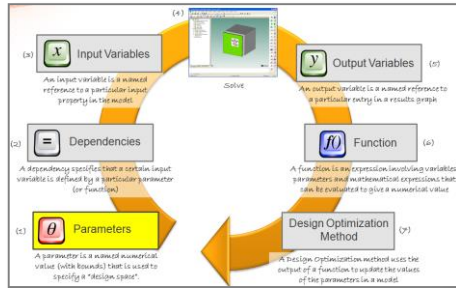 (4)
Solve
(3)
x Input Variables
An input variable is a named
reference to a particular input
property in the model
y Output Variables
(5)
An output variable is a named reference to
a particular entry in a results graph
(2)
= Dependencies
A dependency specifies that a certain input
variable is defined by a particular parameter
(or function)
f() Function
(6)
A function is an expression involving variables
parameters and mathematical expressions that
can be evaluated to give a numerical value
(1)
θ Parameters
A parameter is a named numerical
value (with bounds) that is used to
specify a "design space".
Design Optimization
Method
(7)
A Design Optimization method uses the
output of a function to update the values
of the parameters in a model